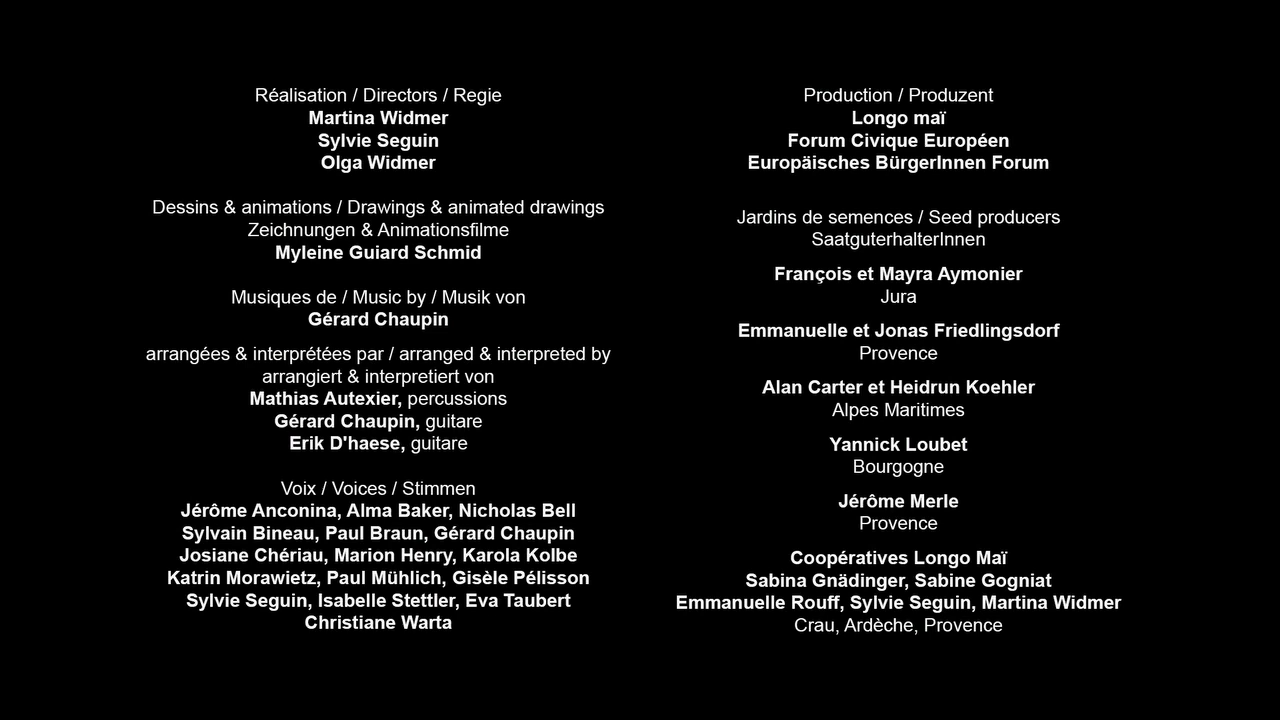 Réalisation / Directors / Regie
Martina Widmer
Sylvie Seguin
Olga Widmer
Dessins & animations / Drawings & animated drawings
Zeichnungen & Animationsfilme
Myleine Guiard Schmid
Musiques de / Music by / Musik von
Gérard Chaupin
arrangées & interprétées par / arranged & interpreted by
arrangiert & interpretiert von
Mathias Autexier, percussions
Gérard Chaupin, guitare
Erik D'haese, guitare
Voix / Voices / Stimmen
Jérôme Anconina, Alma Baker, Nicholas Bell
Sylvain Bineau, Paul Braun, Gérard Chaupin
Josiane Chériau, Marion Henry, Karola Kolbe
Katrin Morawietz, Paul Mühlich, Gisèle Pélisson
Sylvie Seguin, Isabelle Stettler, Eva Taubert
Christiane Warta
Production / Produzent
Longo maï
Forum Civique Européen
Europäisches BürgerInnen Forum
Jardins de semences / Seed producers
SaatguterhalterInnen
François et Mayra Aymonier
Jura
Emmanuelle et Jonas Friedlingsdorf
Provence
Alan Carter et Heidrun Koehler
Alpes Maritimes
Yannick Loubet
Bourgogne
Jérôme Merle
Provence
Coopératives Longo Maï
Sabina Gnädinger, Sabine Gogniat
Emmanuelle Rouff, Sylvie Seguin, Martina Widmer
Crau, Ardèche, Provence